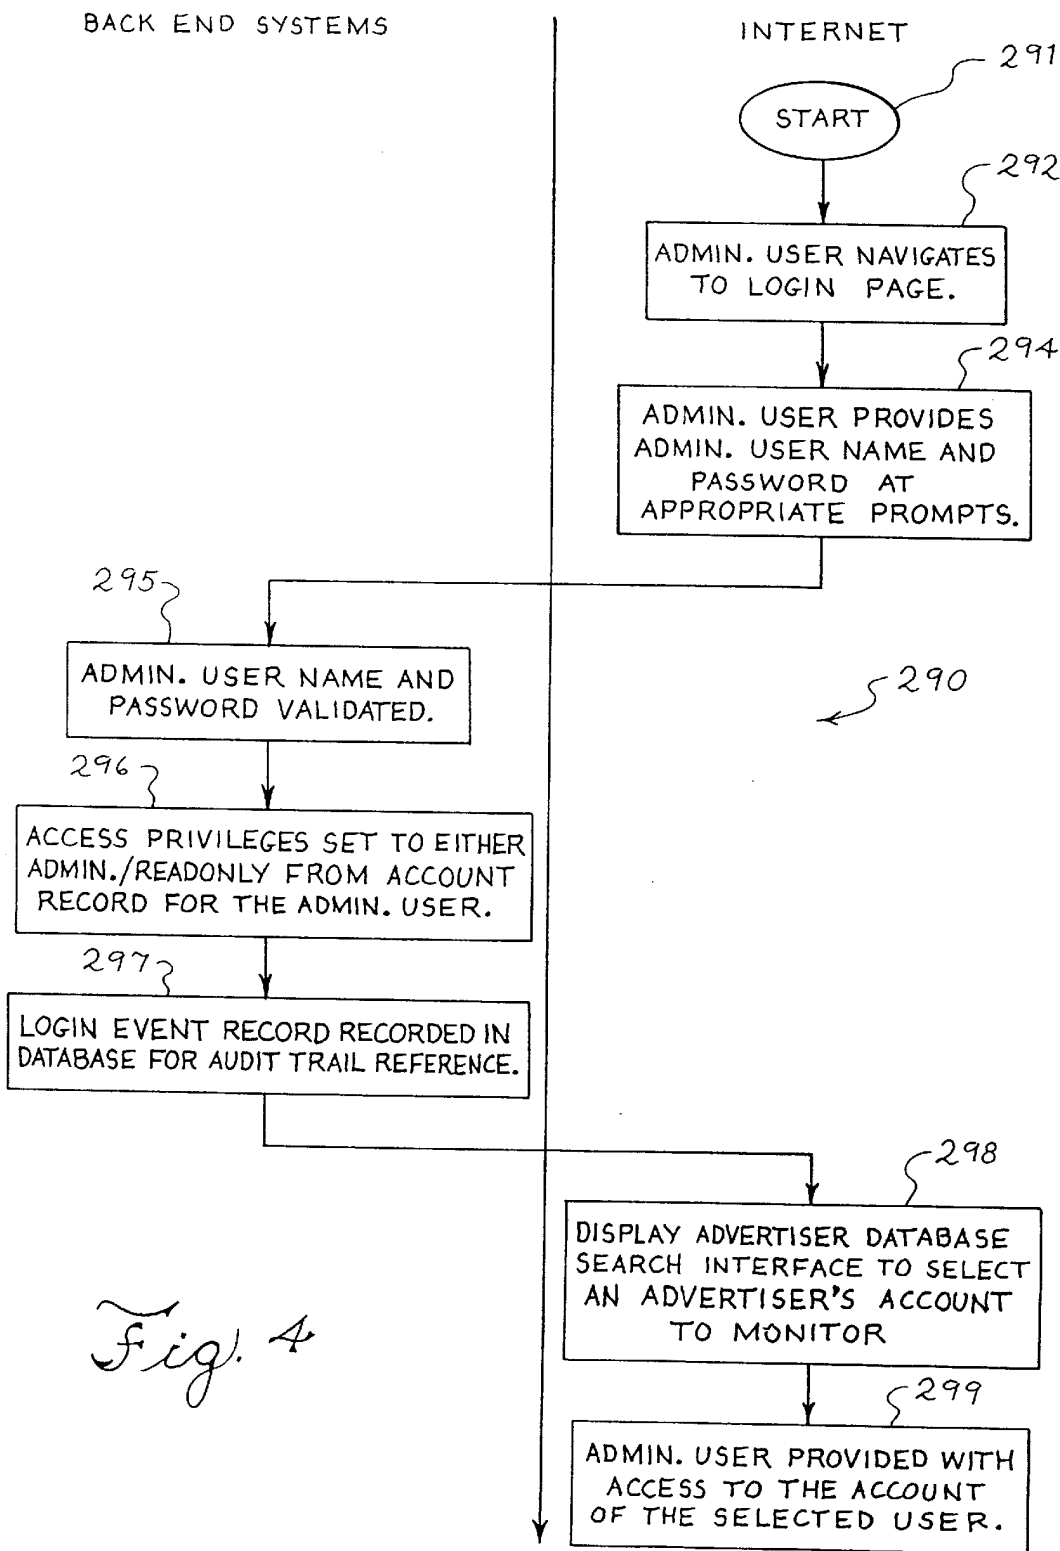 BACK END SYSTEMS
INTERNET
291
START
292
ADMIN. USER NAVIGATES
TO LOGIN PAGE.
294
ADMIN. USER PROVIDES
ADMIN. USER NAME AND
PASSWORD AT
APPROPRIATE PROMPTS.
295
ADMIN. USER NAME AND
PASSWORD VALIDATED.
290
296
ACCESS PRIVILEGES SET TO EITHER
ADMIN./READONLY FROM ACCOUNT
RECORD FOR THE ADMIN. USER.
297
LOGIN EVENT RECORD RECORDED IN
DATABASE FOR AUDIT TRAIL REFERENCE.
298
DISPLAY ADVERTISER DATABASE
SEARCH INTERFACE TO SELECT
AN ADVERTISER'S ACCOUNT
TO MONITOR
299
ADMIN. USER PROVIDED WITH
ACCESS TO THE ACCOUNT
OF THE SELECTED USER.
Fig. 4